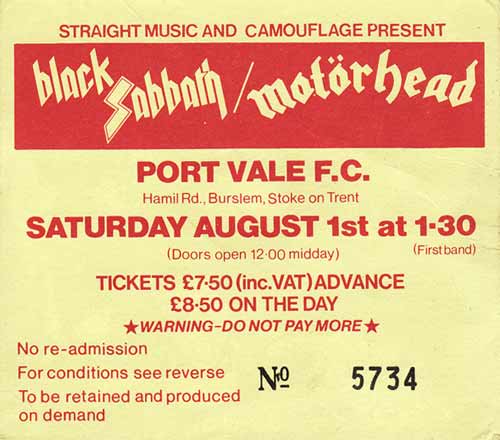 STRAIGHT MUSIC AND CAMOUFLAGE PRESENT
black sabbath / motörhead
PORT VALE F.C.
Hamil Rd., Burslem, Stoke on Trent
SATURDAY AUGUST 1st at 1·30
(Doors open 12·00 midday)
(First band)
TICKETS £7·50 (inc. VAT) ADVANCE
£8·50 ON THE DAY
★WARNING–DO NOT PAY MORE★
No re-admission
For conditions see reverse
To be retained and produced
on demand
No 5734